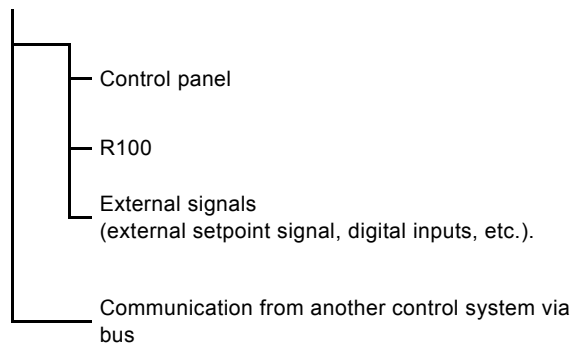 Control panel
R100
External signals
(external setpoint signal, digital inputs, etc.).
Communication from another control system via
bus